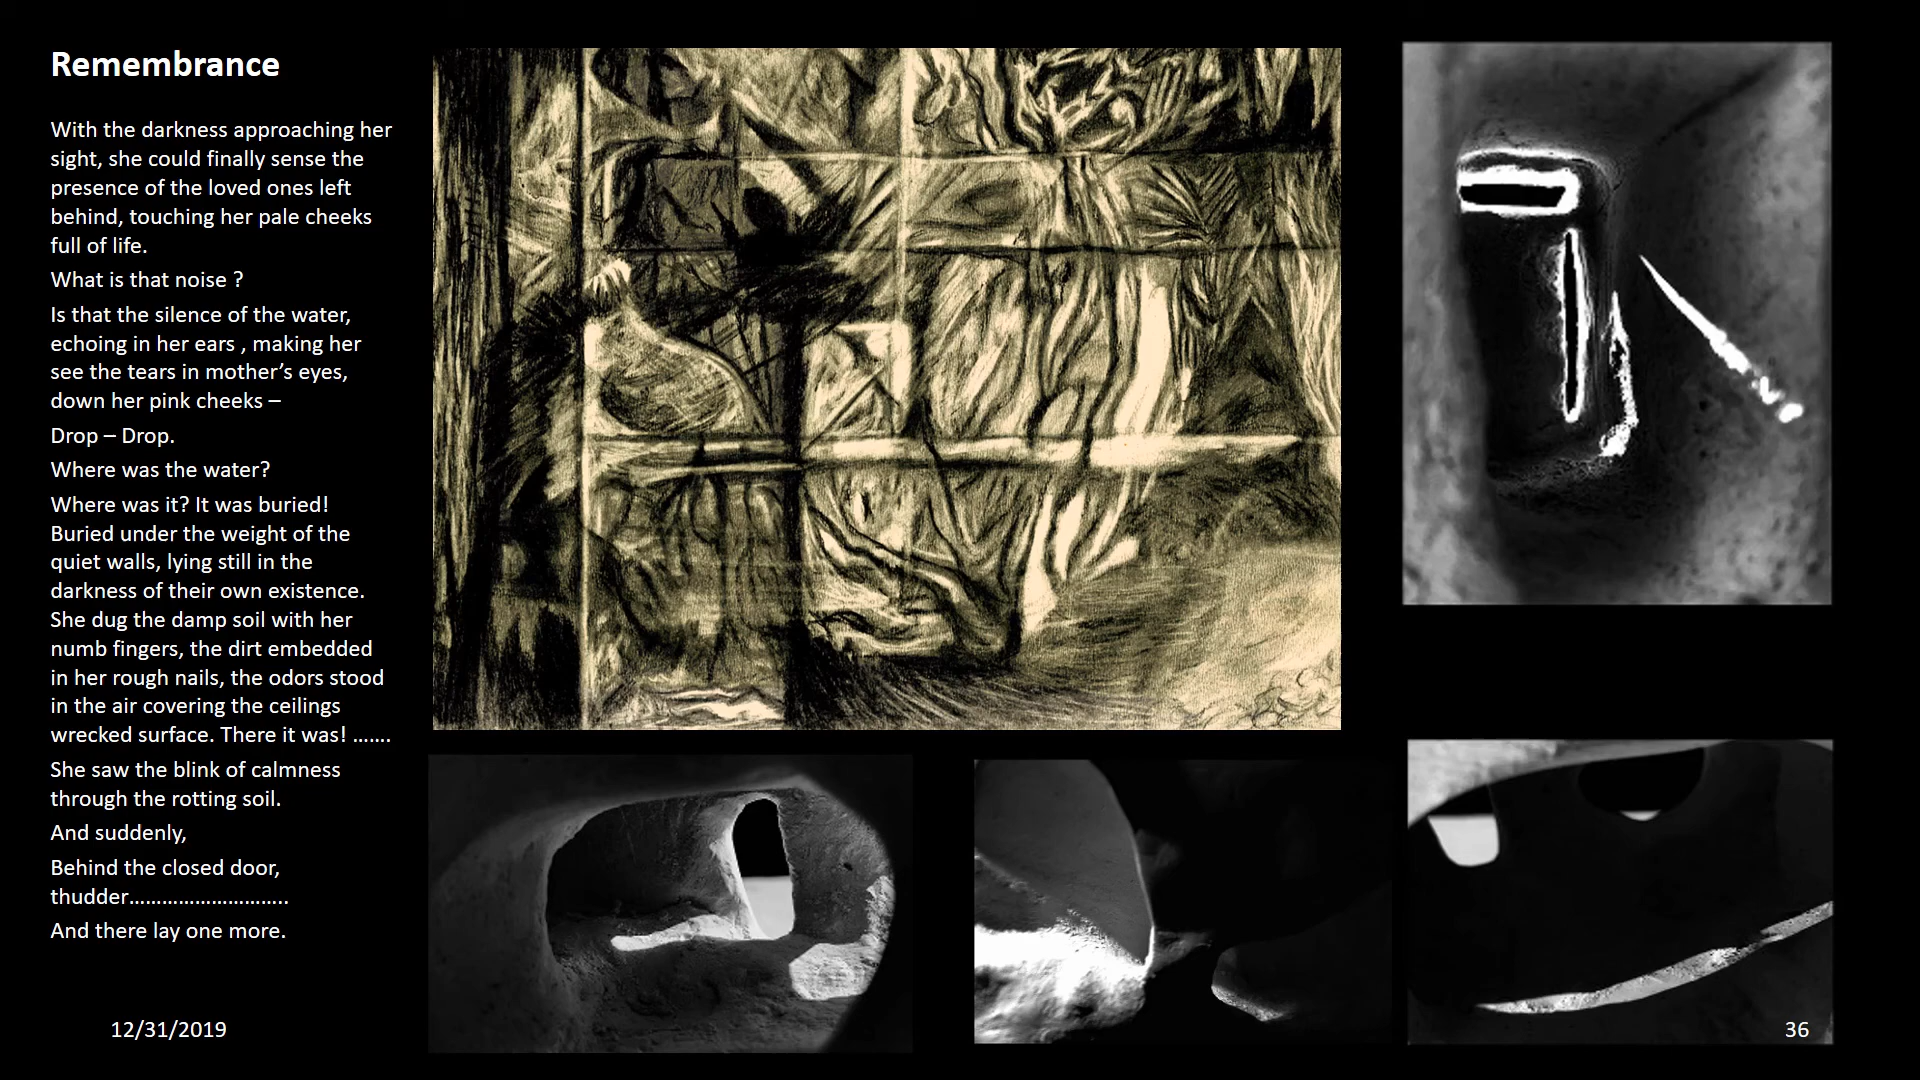 Remembrance
With the darkness approaching her
sight, she could finally sense the
presence of the loved ones left
behind, touching her pale cheeks
full of life.
What is that noise ?
Is that the silence of the water,
echoing in her ears , making her
see the tears in mother’s eyes,
down her pink cheeks –
Drop – Drop.
Where was the water?
Where was it? It was buried!
Buried under the weight of the
quiet walls, lying still in the
darkness of their own existence.
She dug the damp soil with her
numb fingers, the dirt embedded
in her rough nails, the odors stood
in the air covering the ceilings
wrecked surface. There it was! …….
She saw the blink of calmness
through the rotting soil.
And suddenly,
Behind the closed door,
thudder………………………..
And there lay one more.
12/31/2019
36